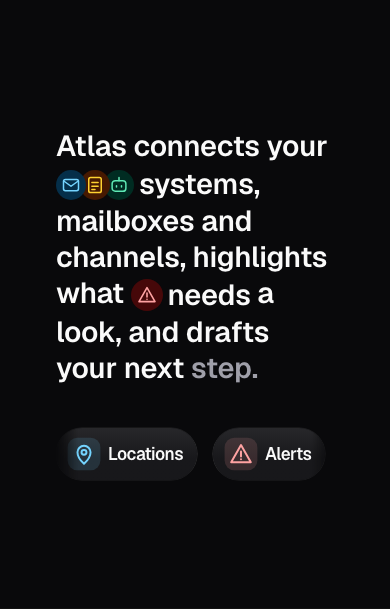 Atlas connects your
systems,
mailboxes and
channels, highlights
what needs a
look, and drafts
your next step.
Locations
Alerts